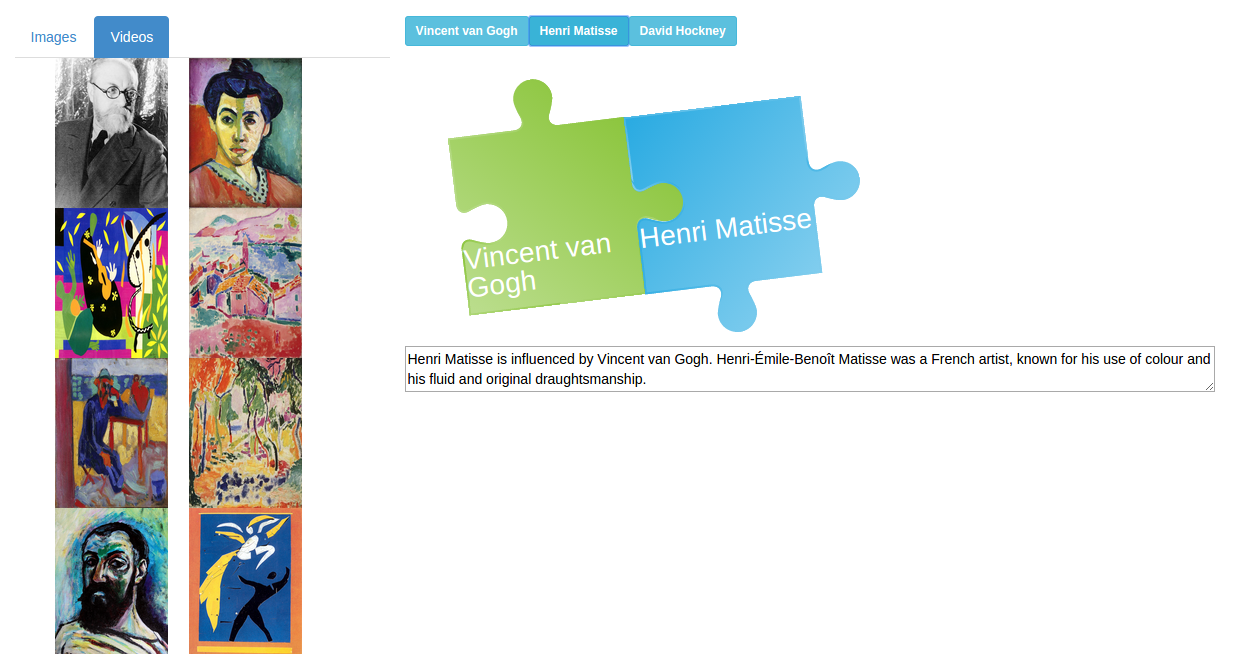 Images
Videos
Vincent van Gogh
Henri Matisse
David Hockney
Vincent van
Gogh
Henri Matisse
Henri Matisse is influenced by Vincent van Gogh. Henri-Émile-Benoît Matisse was a French artist, known for his use of colour and
his fluid and original draughtsmanship.